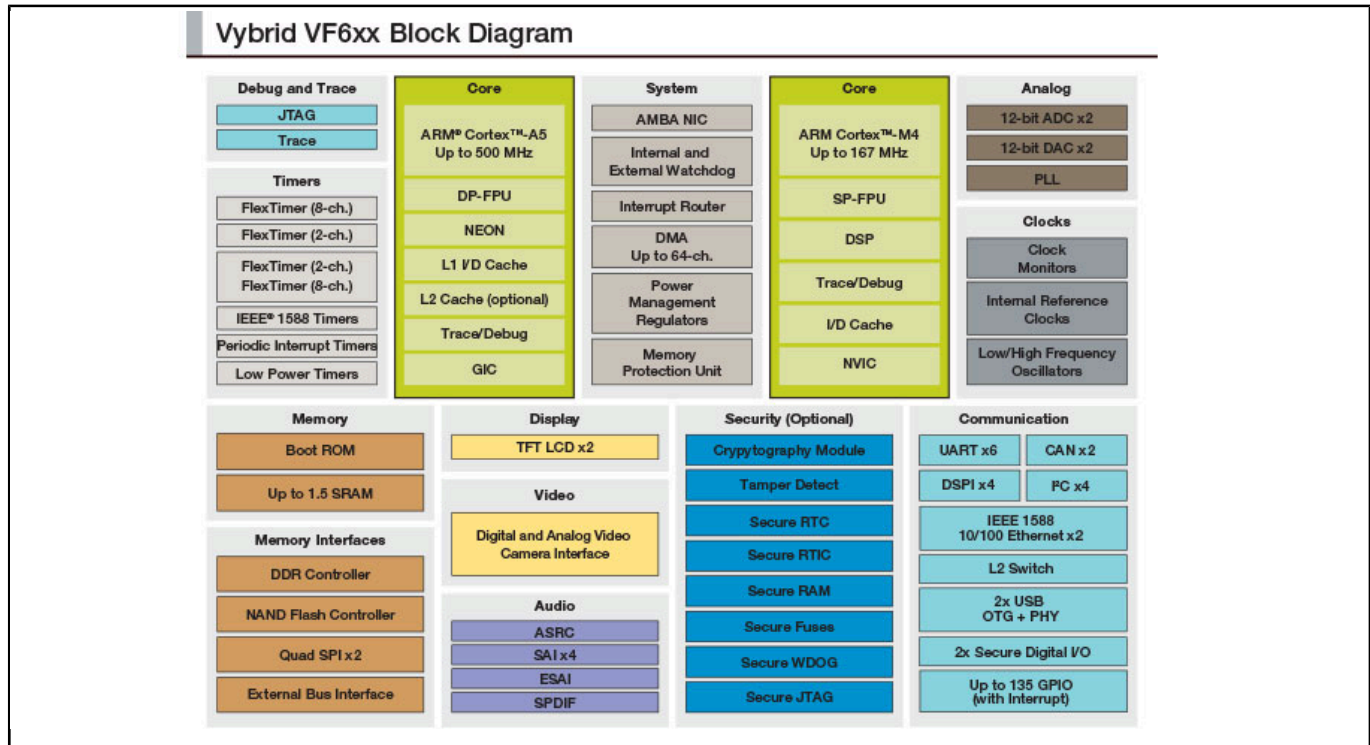 Vybrid VF6xx Block Diagram
Debug and Trace
JTAG
Trace
Timers
FlexTimer (8-ch.)
FlexTimer (2-ch.)
FlexTimer (2-ch.)
FlexTimer (8-ch.)
IEEE® 1588 Timers
Periodic Interrupt Timers
Low Power Timers
Core
ARM® Cortex™-A5
Up to 500 MHz
DP-FPU
NEON
L1 I/D Cache
L2 Cache (optional)
Trace/Debug
GIC
System
AMBA NIC
Internal and
External Watchdog
Interrupt Router
DMA
Up to 64-ch.
Power
Management
Regulators
Memory
Protection Unit
Core
ARM Cortex™-M4
Up to 167 MHz
SP-FPU
DSP
Trace/Debug
I/D Cache
NVIC
Analog
12-bit ADC x2
12-bit DAC x2
PLL
Clocks
Clock
Monitors
Internal Reference
Clocks
Low/High Frequency
Oscillators
Memory
Boot ROM
Up to 1.5 SRAM
Memory Interfaces
DDR Controller
NAND Flash Controller
Quad SPI x2
External Bus Interface
Display
TFT LCD x2
Video
Digital and Analog Video
Camera Interface
Audio
ASRC
SAI x4
ESAI
SPDIF
Security (Optional)
Crypytography Module
Tamper Detect
Secure RTC
Secure RTIC
Secure RAM
Secure Fuses
Secure WDOG
Secure JTAG
Communication
UART x6
CAN x2
DSPI x4
I²C x4
IEEE 1588
10/100 Ethernet x2
L2 Switch
2x USB
OTG + PHY
2x Secure Digital I/O
Up to 135 GPIO
(with Interrupt)